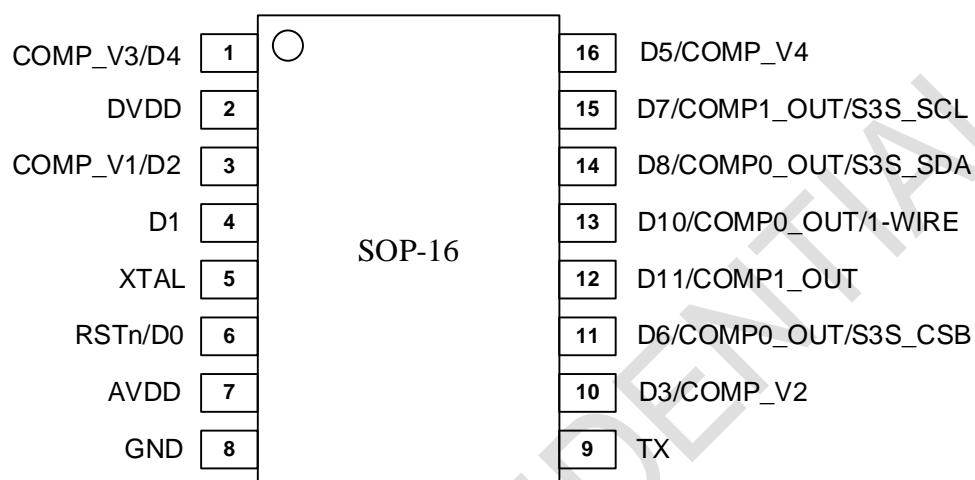 COMP_V3/D4 1 16 D5/COMP_V4
DVDD 2 15 D7/COMP1_OUT/S3S_SCL
COMP_V1/D2 3 14 D8/COMP0_OUT/S3S_SDA
D1 4 13 D10/COMP0_OUT/1-WIRE
SOP-16
XTAL 5 12 D11/COMP1_OUT
RSTn/D0 6 11 D6/COMP0_OUT/S3S_CSB
AVDD 7 10 D3/COMP_V2
GND 8 9 TX
IDENTIAL